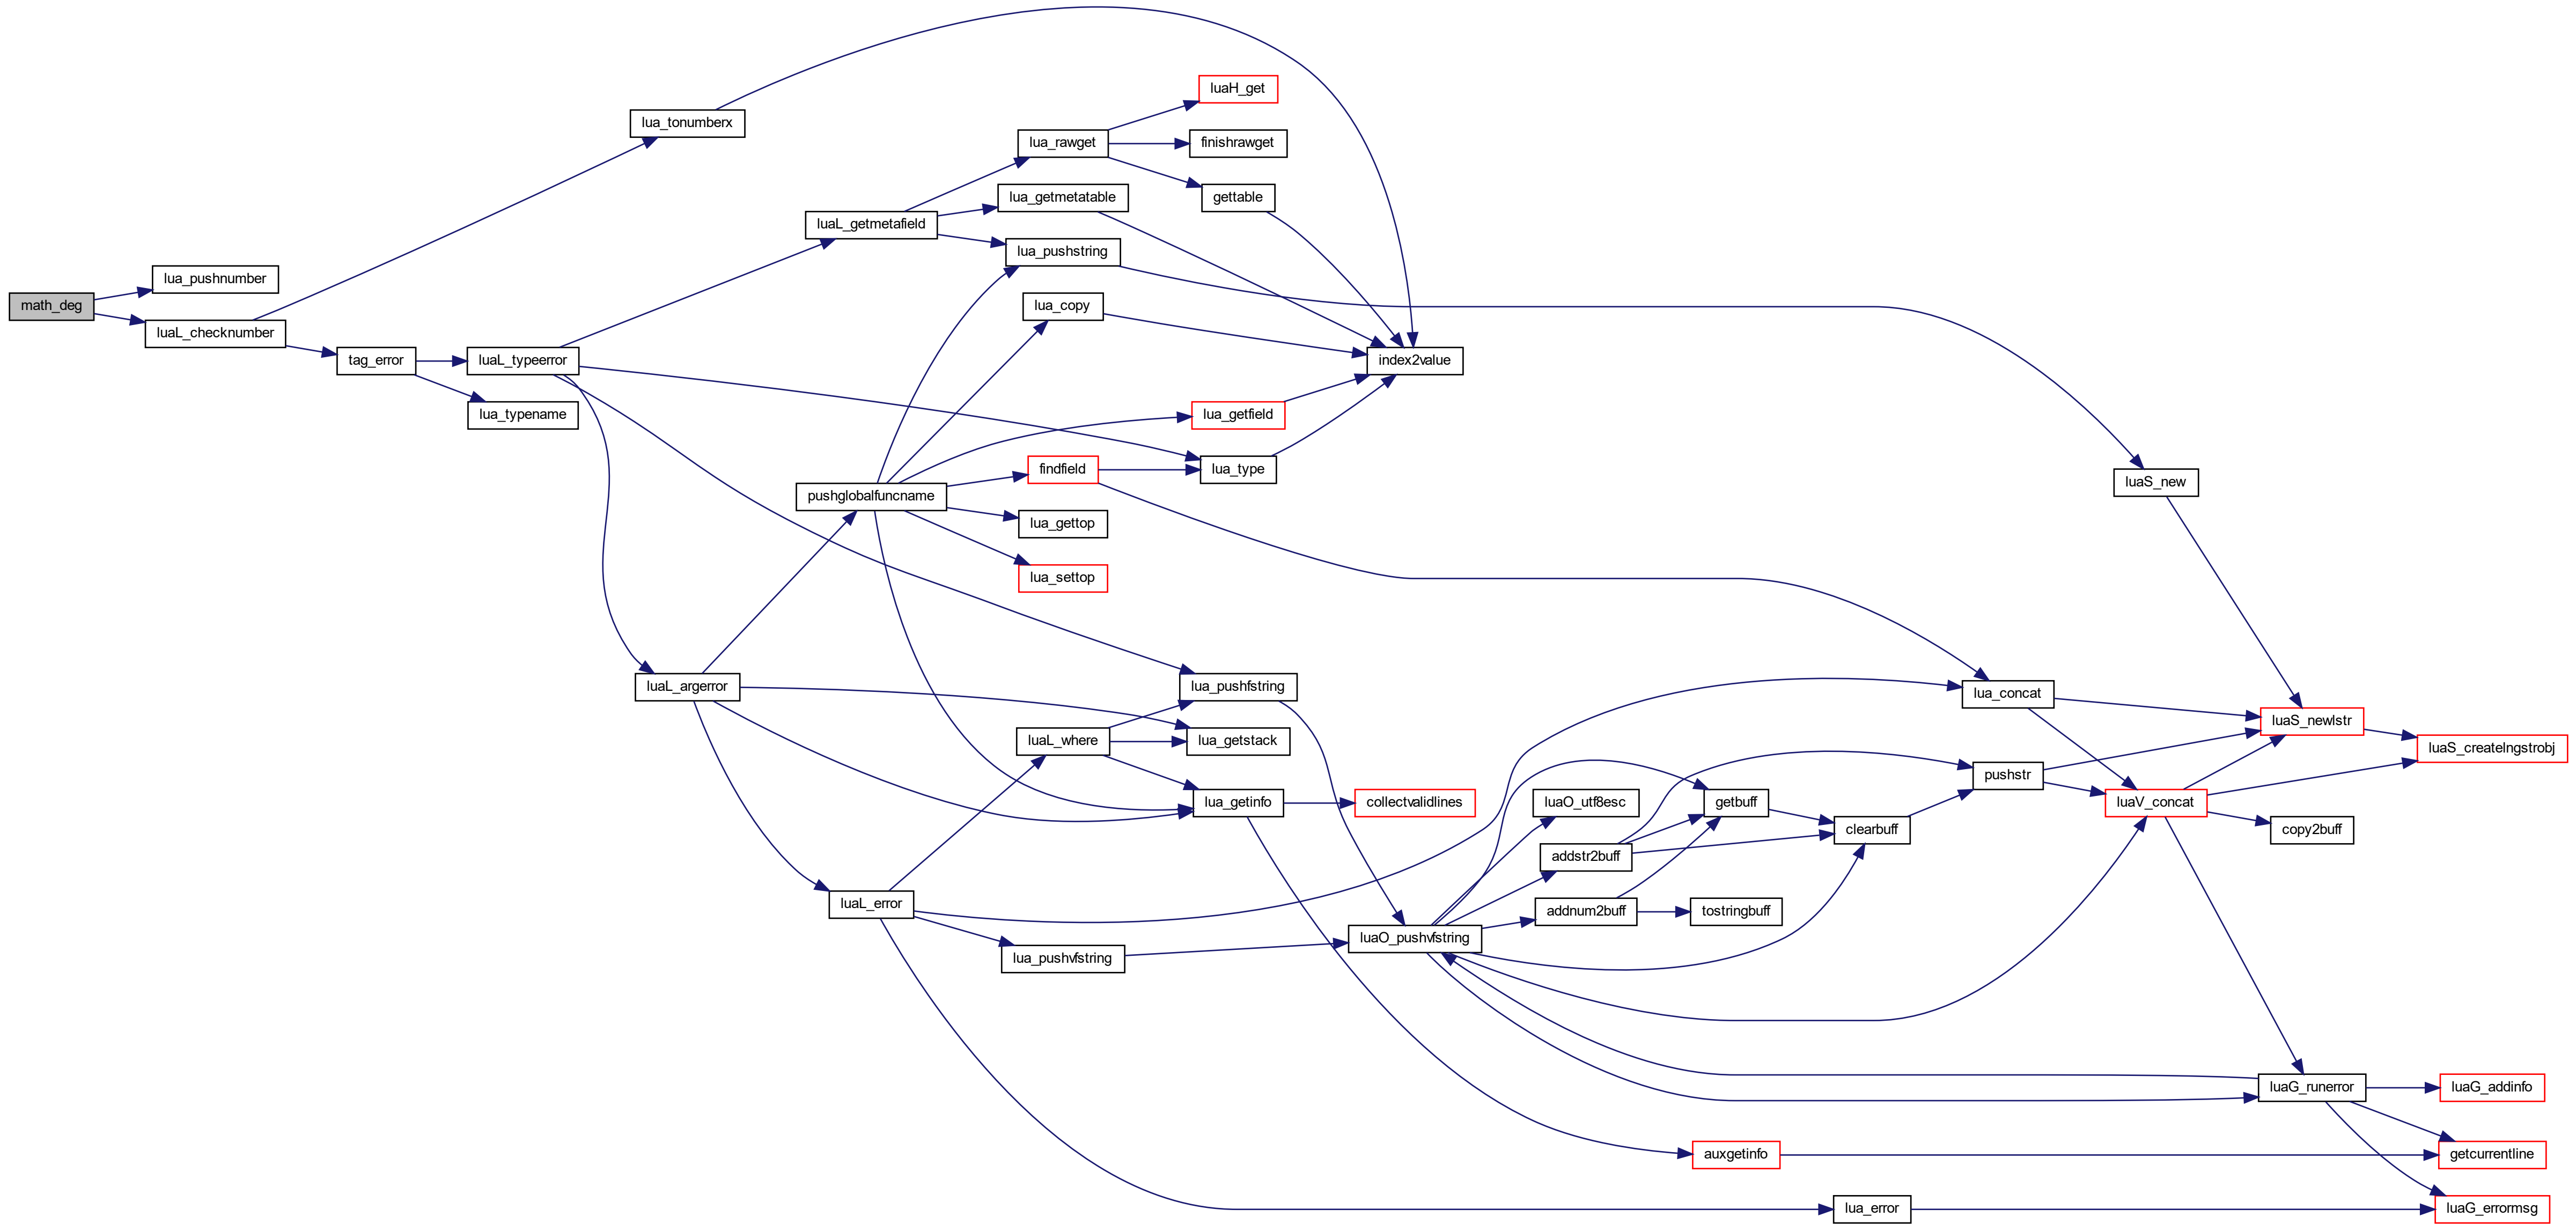 math_deg
lua_pushnumber
luaL_checknumber
lua_tonumberx
tag_error
luaL_typeerror
lua_typename
luaL_getmetafield
lua_rawget
luaH_get
finishrawget
gettable
lua_getmetatable
lua_pushstring
lua_copy
index2value
lua_getfield
findfield
lua_type
pushglobalfuncname
lua_gettop
lua_settop
luaL_argerror
lua_pushfstring
luaL_where
lua_getstack
lua_getinfo
collectvalidlines
luaL_error
lua_pushvfstring
luaO_pushvfstring
luaO_utf8esc
addstr2buff
addnum2buff
getbuff
tostringbuff
clearbuff
lua_concat
pushstr
luaS_new
luaS_newlstr
luaS_createlngstrobj
luaV_concat
copy2buff
luaG_runerror
luaG_addinfo
auxgetinfo
getcurrentline
lua_error
luaG_errormsg